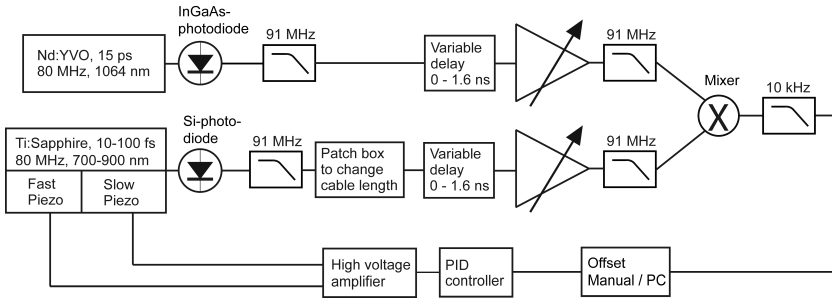 InGaAs-
photodiode
91 MHz
Nd:YVO, 15 ps
80 MHz, 1064 nm
Variable
delay
0 - 1.6 ns
91 MHz
Mixer
X
10 kHz
Si-photo-
diode
91 MHz
Ti:Sapphire, 10-100 fs
80 MHz, 700-900 nm
Fast
Piezo
Slow
Piezo
Patch box
to change
cable length
Variable
delay
0 - 1.6 ns
91 MHz
High voltage
amplifier
PID
controller
Offset
Manual / PC